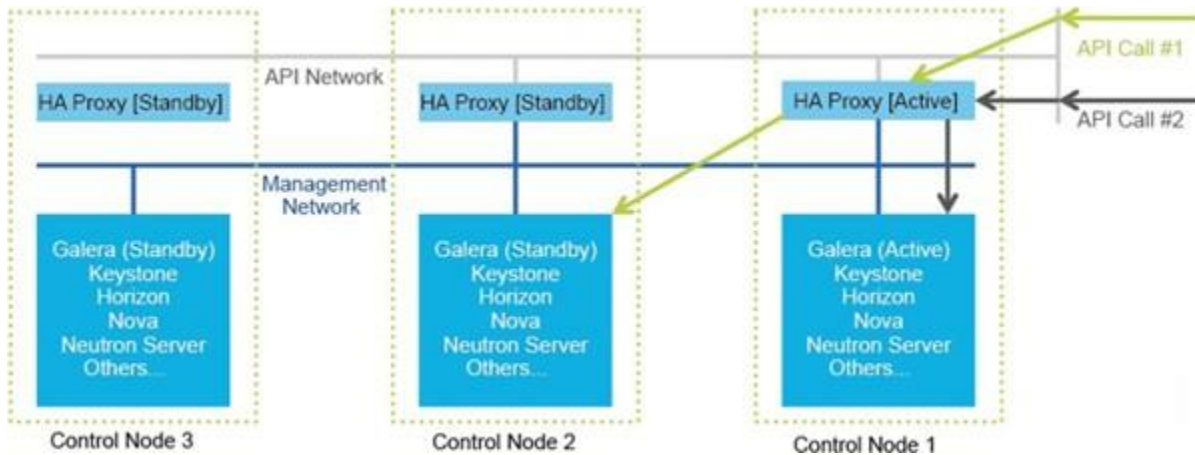 API Call #1
API Network
HA Proxy [Standby]
HA Proxy [Standby]
HA Proxy [Active]
API Call #2
Management
Network
Galera (Standby)
Keystone
Horizon
Nova
Neutron Server
Others...
Galera (Standby)
Keystone
Horizon
Nova
Neutron Server
Others...
Galera (Active)
Keystone
Horizon
Nova
Neutron Server
Others...
Control Node 3
Control Node 2
Control Node 1